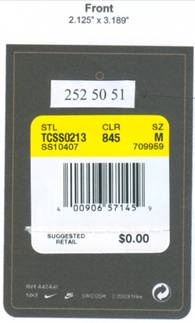 Front
2.125" x 3.189"
252 50 51
STL CLR SZ
TCSS0213 845 M
SS10407 709959
4 00906 57145 9
SUGGESTED
RETAIL $0.00
NIKE